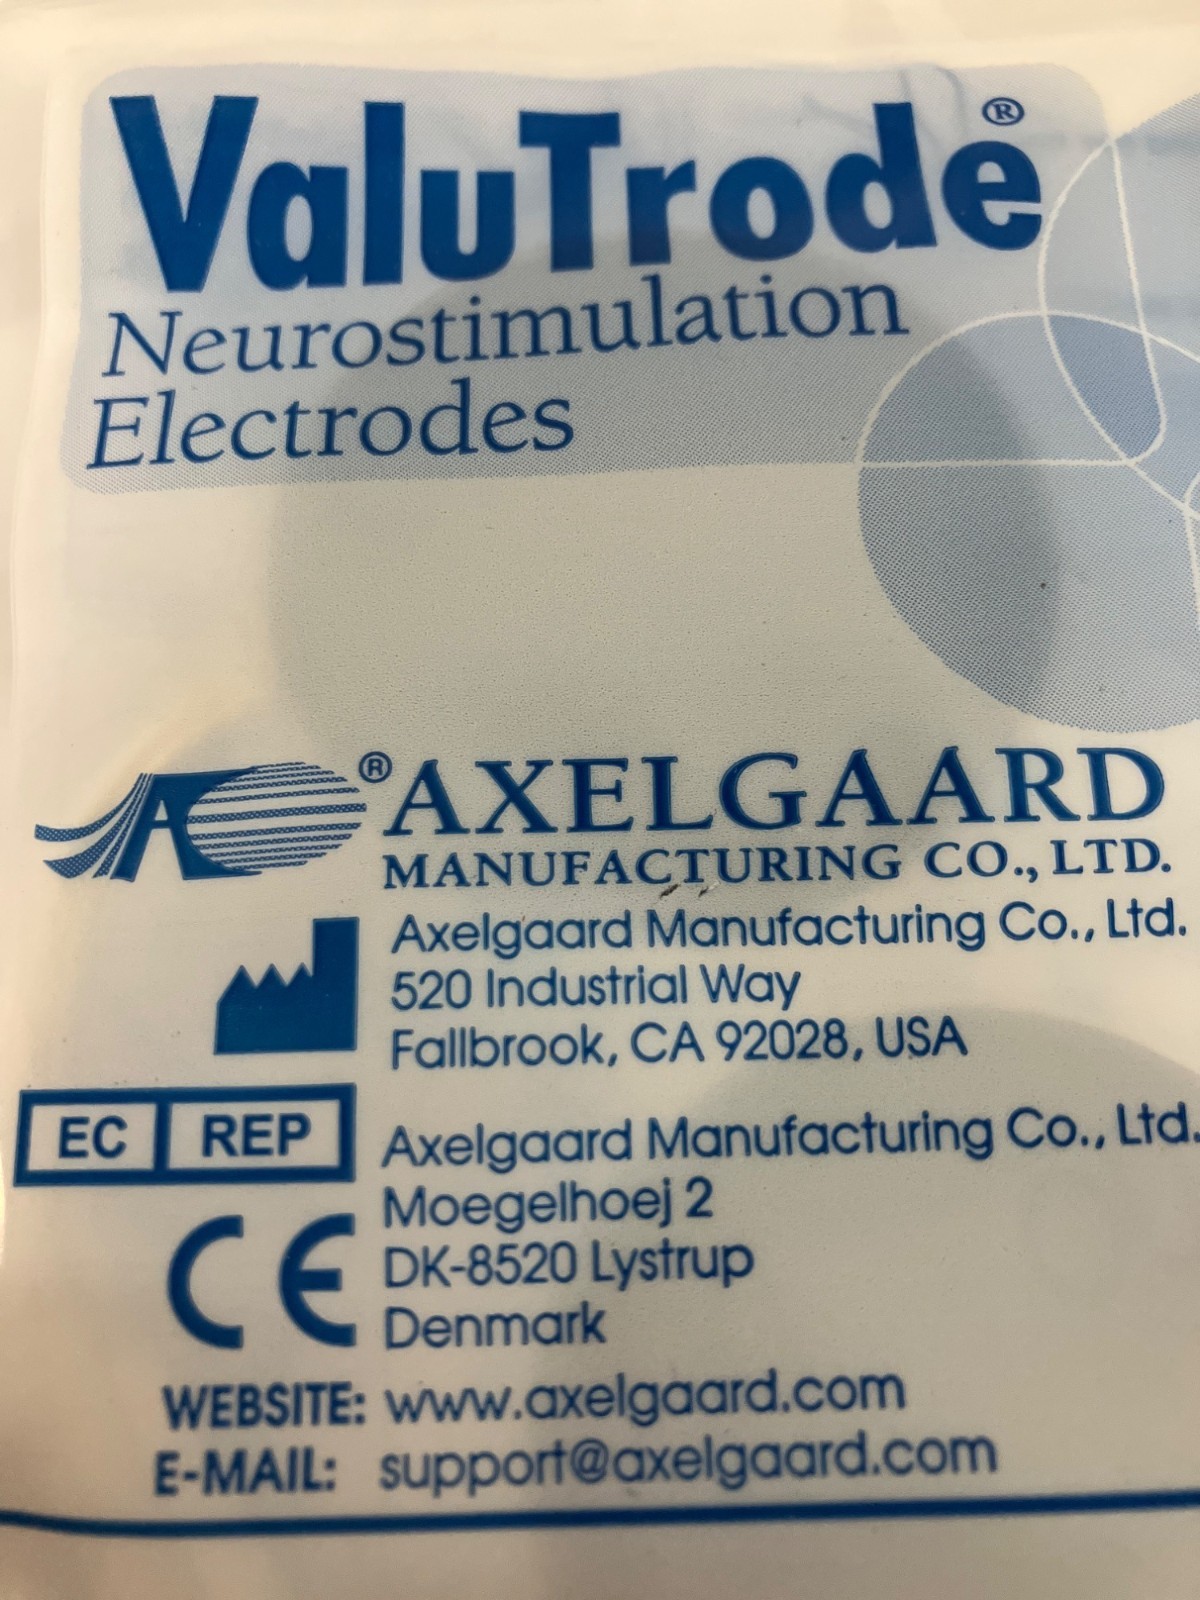 ValuTrode®
Neurostimulation
Electrodes
A ® AXELGAARD
MANUFACTURING CO., LTD.
Axelgaard Manufacturing Co., Ltd.
520 Industrial Way
Fallbrook, CA 92028, USA
EC REP
Axelgaard Manufacturing Co., Ltd.
Moegelhoej 2
DK-8520 Lystrup
Denmark
CE
WEBSITE: www.axelgaard.com
E-MAIL: support@axelgaard.com